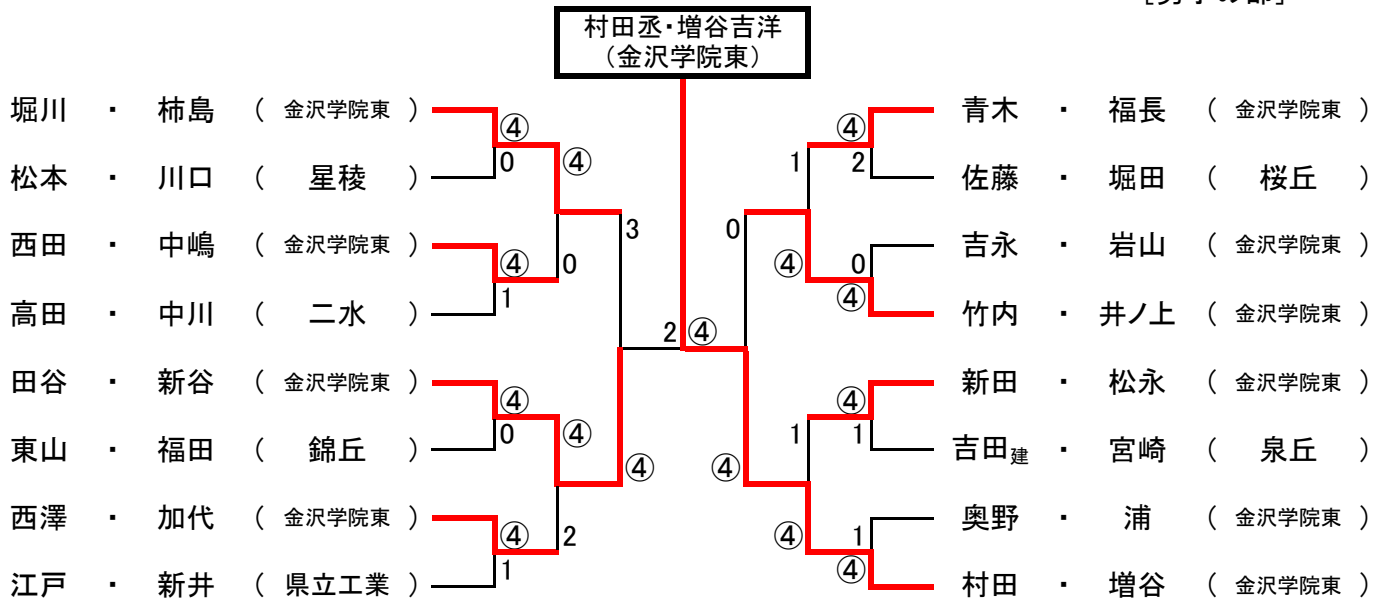 ［男子の部］
村田丞・増谷吉洋
（金沢学院東）
堀川 ・ 柿島 （ 金沢学院東 ）
松本 ・ 川口 （ 星稜 ）
西田 ・ 中嶋 （ 金沢学院東 ）
高田 ・ 中川 （ 二水 ）
田谷 ・ 新谷 （ 金沢学院東 ）
東山 ・ 福田 （ 錦丘 ）
西澤 ・ 加代 （ 金沢学院東 ）
江戸 ・ 新井 （ 県立工業 ）
④
0
④
1
④
0
④
1
④
0
④
2
3
④
2
④
0
④
1
④
1
④
④
2
0
④
④
1
1
④
青木 ・ 福長 （ 金沢学院東 ）
佐藤 ・ 堀田 （ 桜丘 ）
吉永 ・ 岩山 （ 金沢学院東 ）
竹内 ・ 井ノ上 （ 金沢学院東 ）
新田 ・ 松永 （ 金沢学院東 ）
吉田建 ・ 宮崎 （ 泉丘 ）
奥野 ・ 浦 （ 金沢学院東 ）
村田 ・ 増谷 （ 金沢学院東 ）